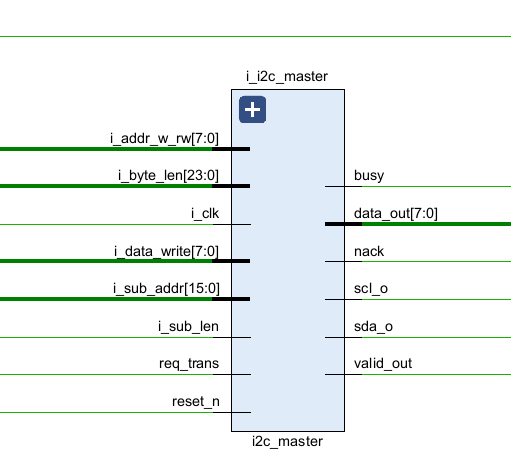 i_i2c_master
i_addr_w_rw[7:0]
i_byte_len[23:0]
i_clk
i_data_write[7:0]
i_sub_addr[15:0]
i_sub_len
req_trans
reset_n
busy
data_out[7:0]
nack
scl_o
sda_o
valid_out
i2c_master